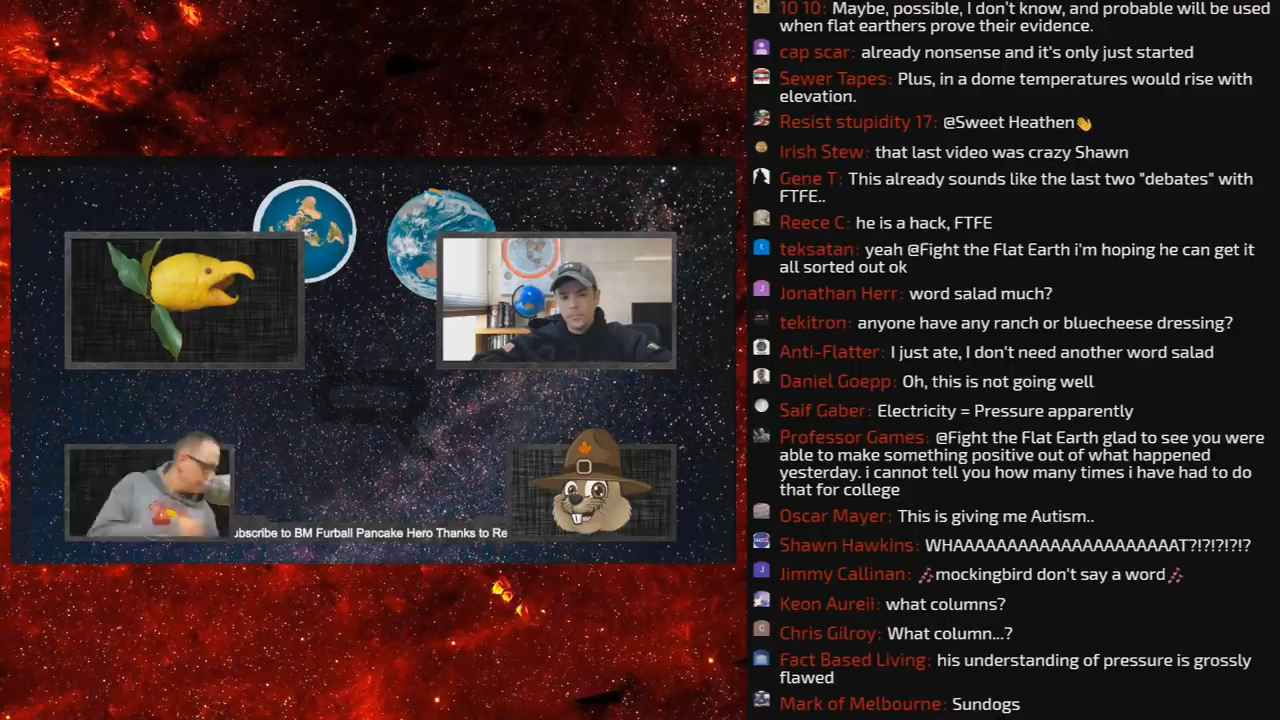 10 10: Maybe, possible, I don't know, and probable will be used
when flat earthers prove their evidence.
cap scar: already nonsense and it's only just started
Sewer Tapes: Plus, in a dome temperatures would rise with
elevation.
Resist stupidity 17: @Sweet Heathen👏
Irish Stew: that last video was crazy Shawn
Gene T: This already sounds like the last two "debates" with
FTFE..
Reece C: he is a hack, FTFE
teksatan: yeah @Fight the Flat Earth i'm hoping he can get it
all sorted out ok
Jonathan Herr: word salad much?
tekitron: anyone have any ranch or bluecheese dressing?
Anti-Flatter: I just ate, I don't need another word salad
Daniel Goepp: Oh, this is not going well
Saif Gaber: Electricity = Pressure apparently
Professor Games: @Fight the Flat Earth glad to see you were
able to make something positive out of what happened
yesterday. i cannot tell you how many times i have had to do
that for college
Oscar Mayer: This is giving me Autism..
Shawn Hawkins: WHAAAAAAAAAAAAAAAAAAAAAT?!?!?!?!?
Jimmy Callinan: 🎶mockingbird don't say a word🎶
Keon Aureii: what columns?
Chris Gilroy: What column...?
Fact Based Living: his understanding of pressure is grossly
flawed
Mark of Melbourne: Sundogs
ubscribe to BM Furball Pancake Hero Thanks to Re